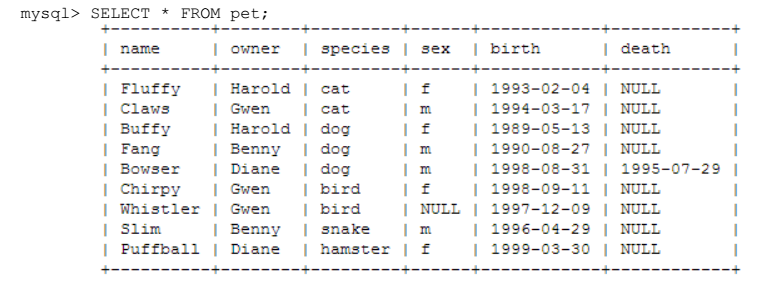 mysql> SELECT * FROM pet;
+----------+--------+---------+------+------------+------------+
| name | owner | species | sex | birth | death |
+----------+--------+---------+------+------------+------------+
| Fluffy | Harold | cat | f | 1993-02-04 | NULL |
| Claws | Gwen | cat | m | 1994-03-17 | NULL |
| Buffy | Harold | dog | f | 1989-05-13 | NULL |
| Fang | Benny | dog | m | 1990-08-27 | NULL |
| Bowser | Diane | dog | m | 1998-08-31 | 1995-07-29 |
| Chirpy | Gwen | bird | f | 1998-09-11 | NULL |
| Whistler | Gwen | bird | NULL | 1997-12-09 | NULL |
| Slim | Benny | snake | m | 1996-04-29 | NULL |
| Puffball | Diane | hamster | f | 1999-03-30 | NULL |
+----------+--------+---------+------+------------+------------+